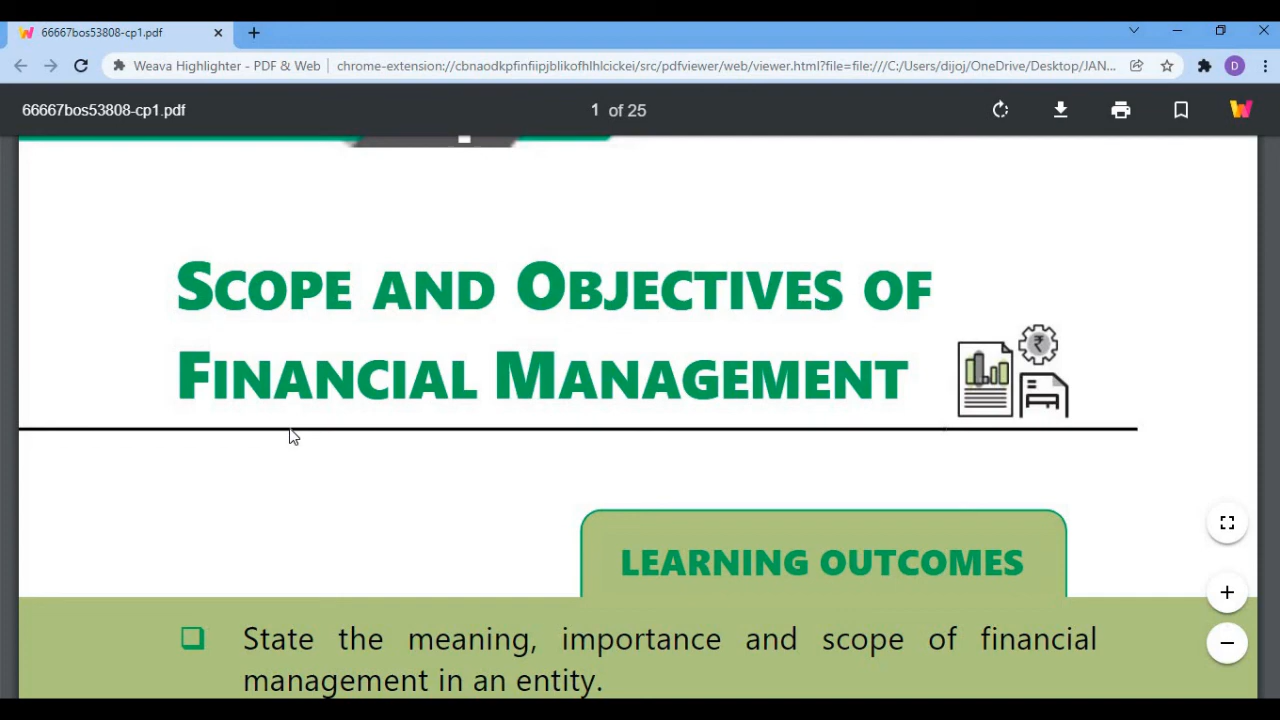 66667bos53808-cp1.pdf
Weava Highlighter - PDF & Web | chrome-extension://cbnaodkpfinfiipjblikofhlhlcickei/src/pdfviewer/web/viewer.html?file=file:///C:/Users/dijoj/OneDrive/Desktop/JAN... D
66667bos53808-cp1.pdf 1 of 25
SCOPE AND OBJECTIVES OF
FINANCIAL MANAGEMENT
₹
LEARNING OUTCOMES
State the meaning, importance and scope of financial
management in an entity.